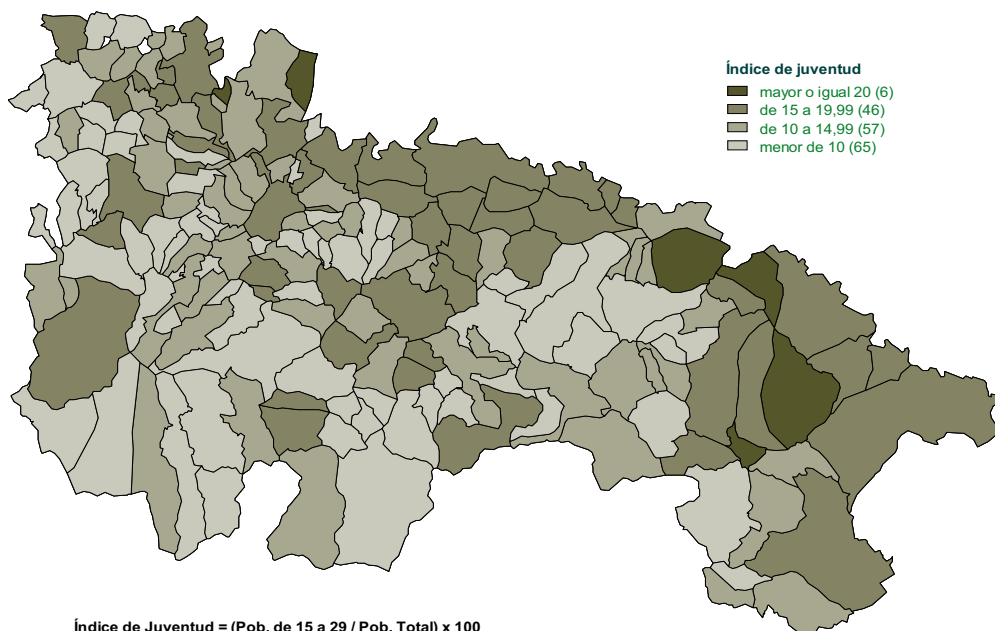 Índice de juventud
mayor o igual 20 (6)
de 15 a 19,99 (46)
de 10 a 14,99 (57)
menor de 10 (65)
Índice de Juventud = (Pob. de 15 a 29 / Pob. Total) x 100